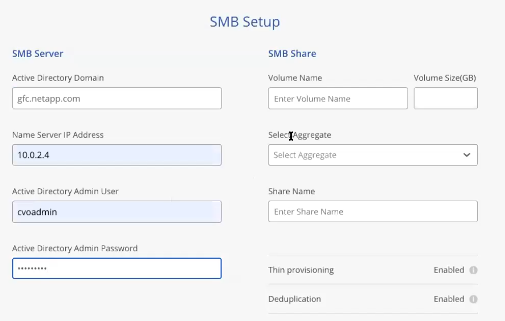 SMB Setup
SMB Server
Active Directory Domain
gfc.netapp.com
Name Server IP Address
10.0.2.4
Active Directory Admin User
cvoadmin
Active Directory Admin Password
•••••••••
SMB Share
Volume Name
Volume Size(GB)
Enter Volume Name
Select Aggregate
Select Aggregate
Share Name
Enter Share Name
Thin provisioning
Enabled
Deduplication
Enabled